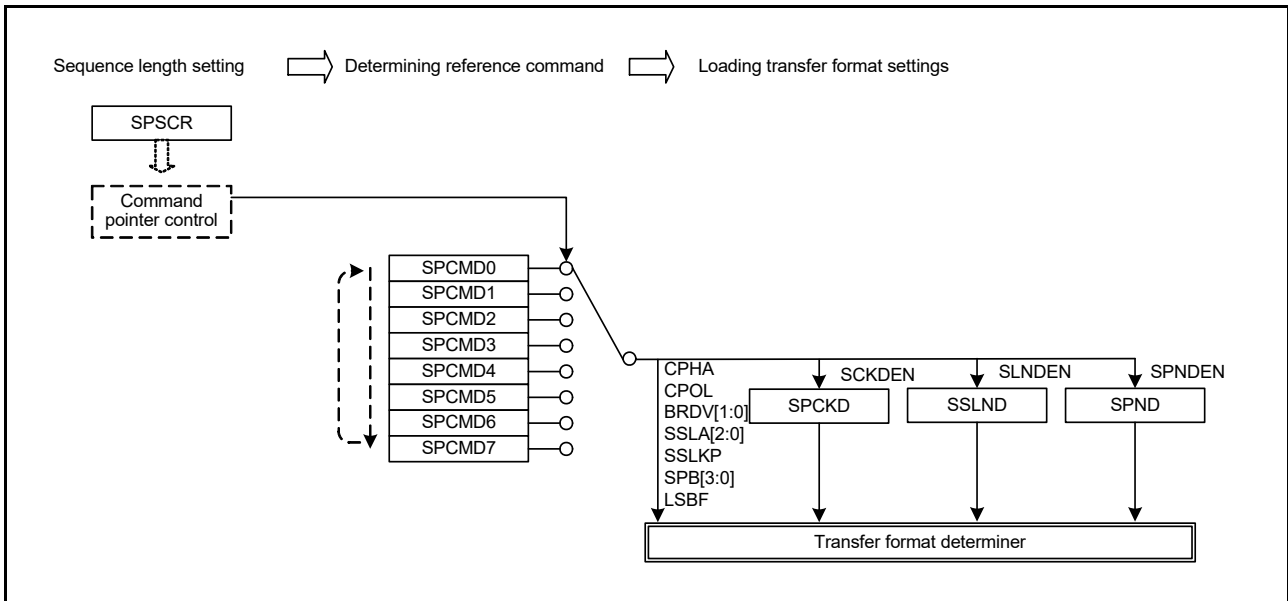 Sequence length setting
Determining reference command
Loading transfer format settings
SPSCR
Command
pointer control
SPCMD0
SPCMD1
SPCMD2
SPCMD3
SPCMD4
SPCMD5
SPCMD6
SPCMD7
CPHA
CPOL
BRDV[1:0]
SSLA[2:0]
SSLKP
SPB[3:0]
LSBF
SCKDEN
SPCKD
SLNDEN
SSLND
SPNDEN
SPND
Transfer format determiner